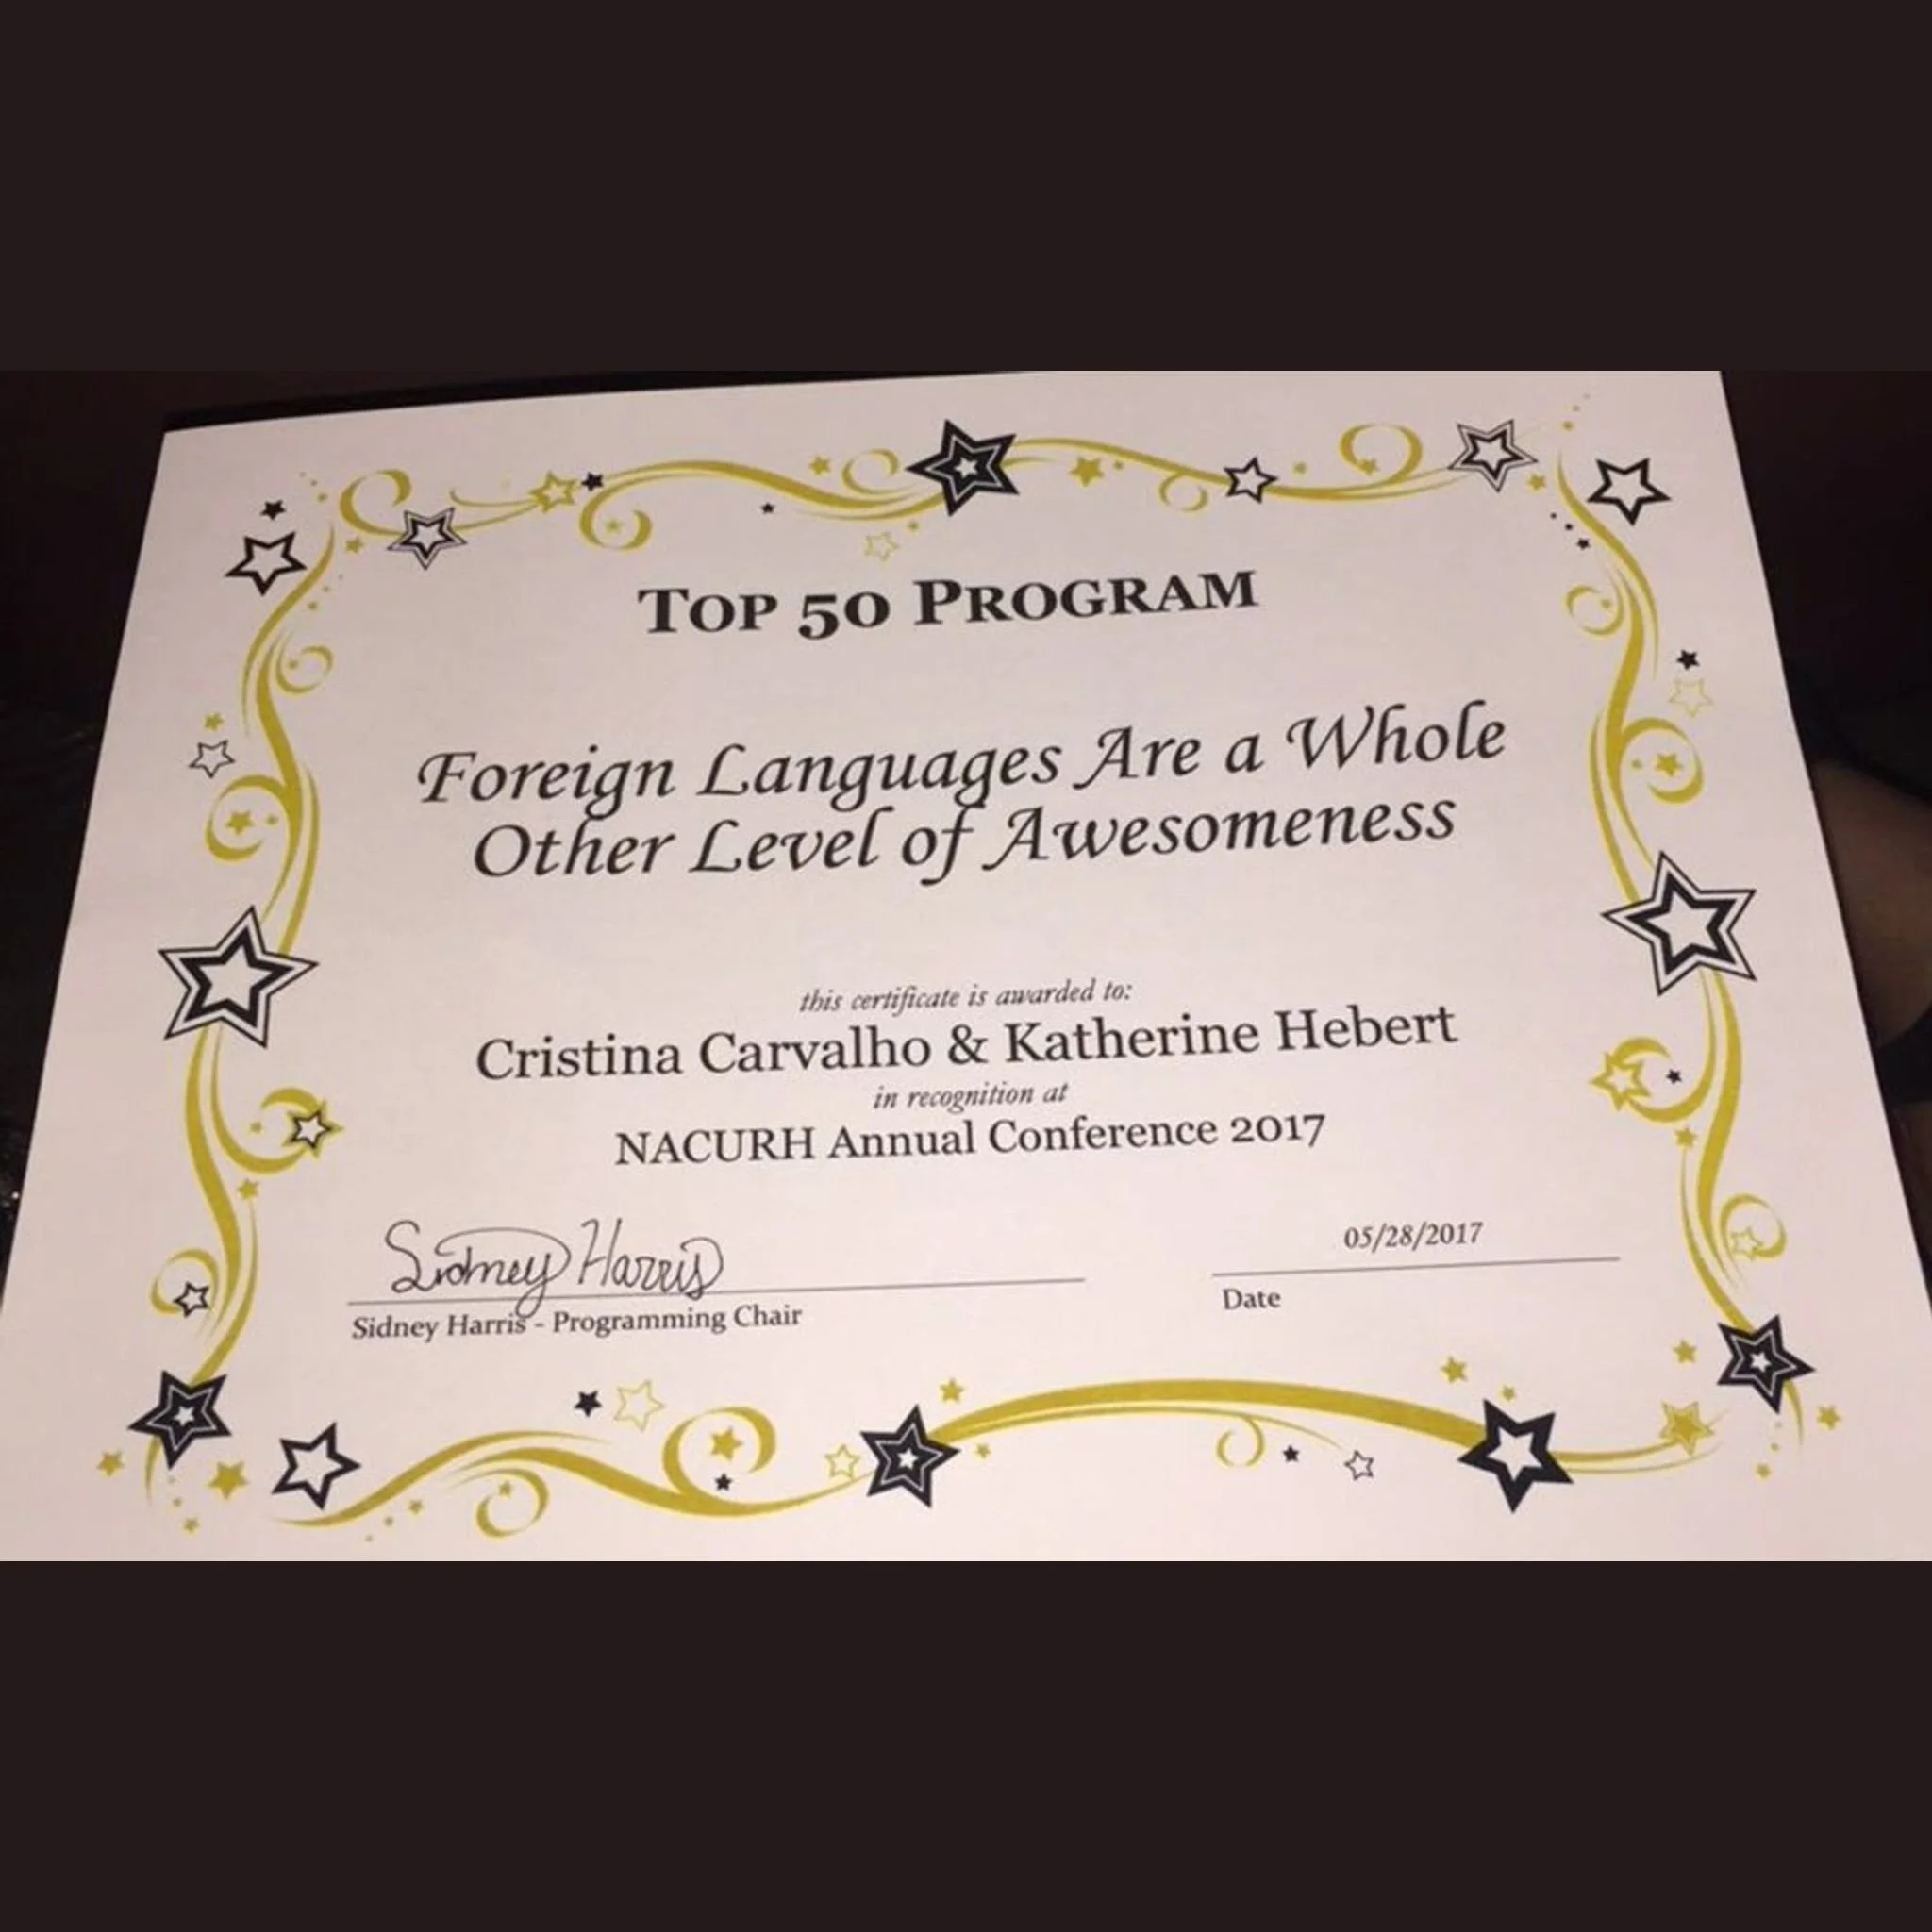 Top 50 Program
Foreign Languages Are a Whole
Other Level of Awesomeness
this certificate is awarded to:
Cristina Carvalho & Katherine Hebert
in recognition at
NACURH Annual Conference 2017
Sidney Harris
05/28/2017
Sidney Harris - Programming Chair
Date